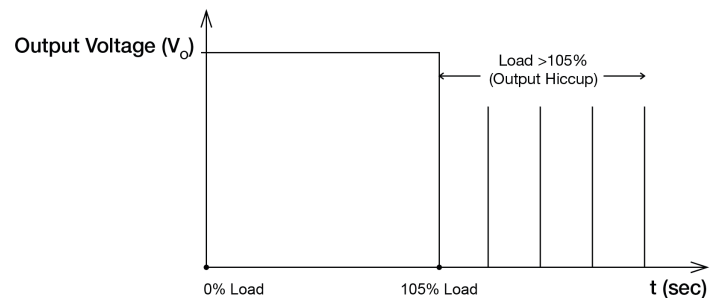 Output Voltage (Vo)
Load >105%
(Output Hiccup)
0% Load
105% Load
t (sec)